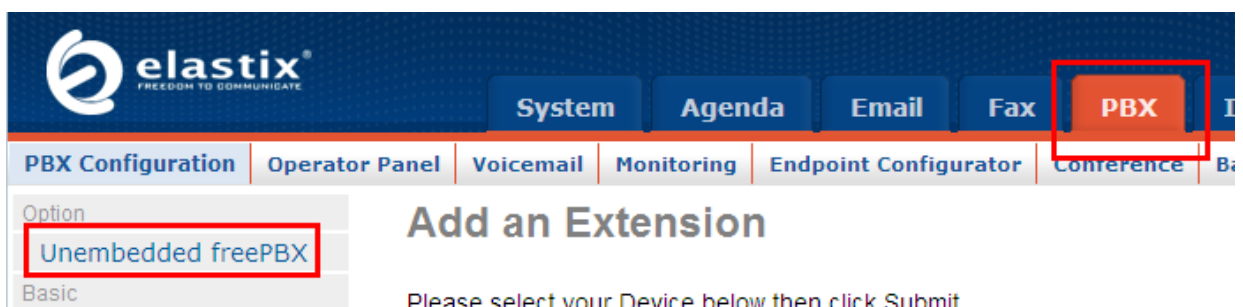 elastix®
FREEDOM TO COMMUNICATE
System Agenda Email Fax PBX
PBX Configuration Operator Panel Voicemail Monitoring Endpoint Configurator Conference
Option
Unembedded freePBX
Add an Extension
Basic
Please select your Device below then click Submit